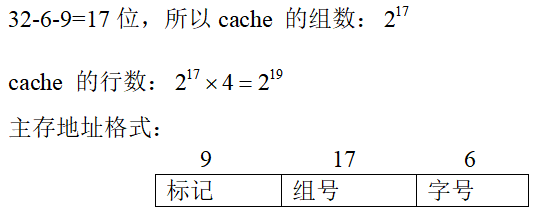 32-6-9=17 位，所以 cache 的组数：2^17
cache 的行数：2^17 × 4 = 2^19
主存地址格式：
9 17 6
标记 组号 字号